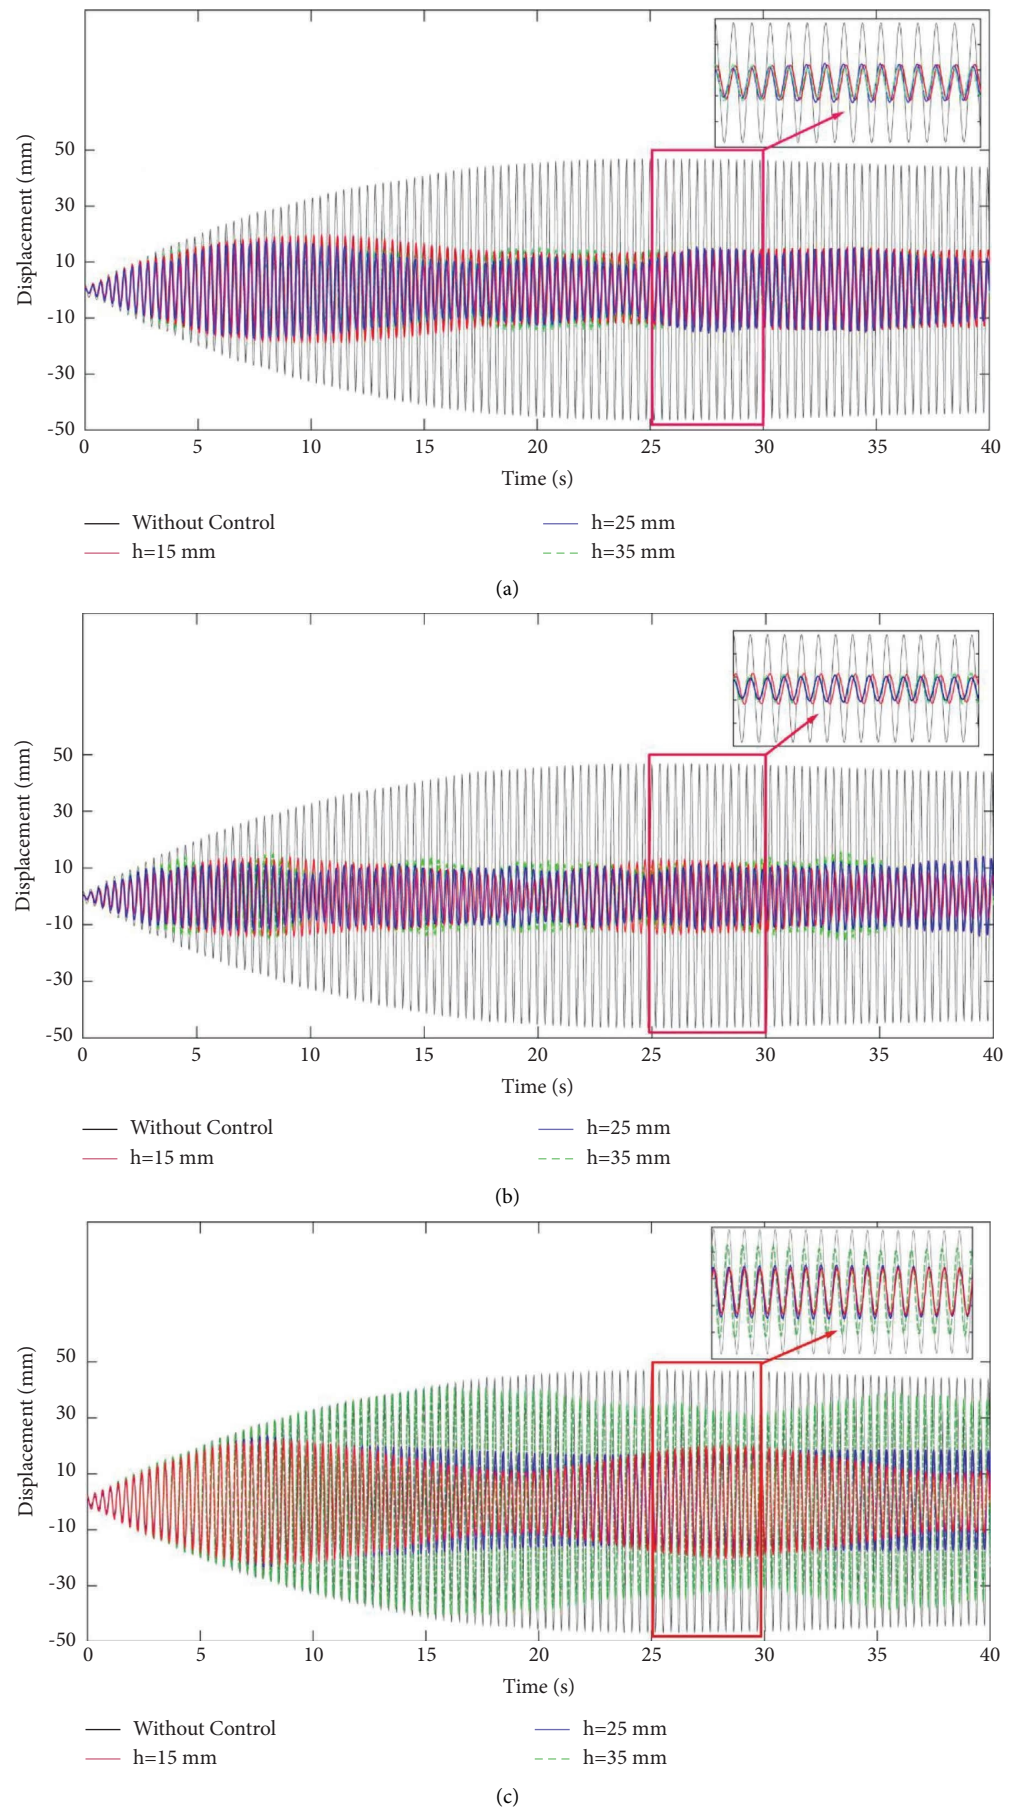 Displacement (mm)
50
30
10
-10
-30
-50
0 5 10 15 20 25 30 35 40
Time (s)
Without Control h=25 mm
h=15 mm h=35 mm
(a)
Displacement (mm)
50
30
10
-10
-30
-50
0 5 10 15 20 25 30 35 40
Time (s)
Without Control h=25 mm
h=15 mm h=35 mm
(b)
Displacement (mm)
50
30
10
-10
-30
-50
0 5 10 15 20 25 30 35 40
Time (s)
Without Control h=25 mm
h=15 mm h=35 mm
(c)